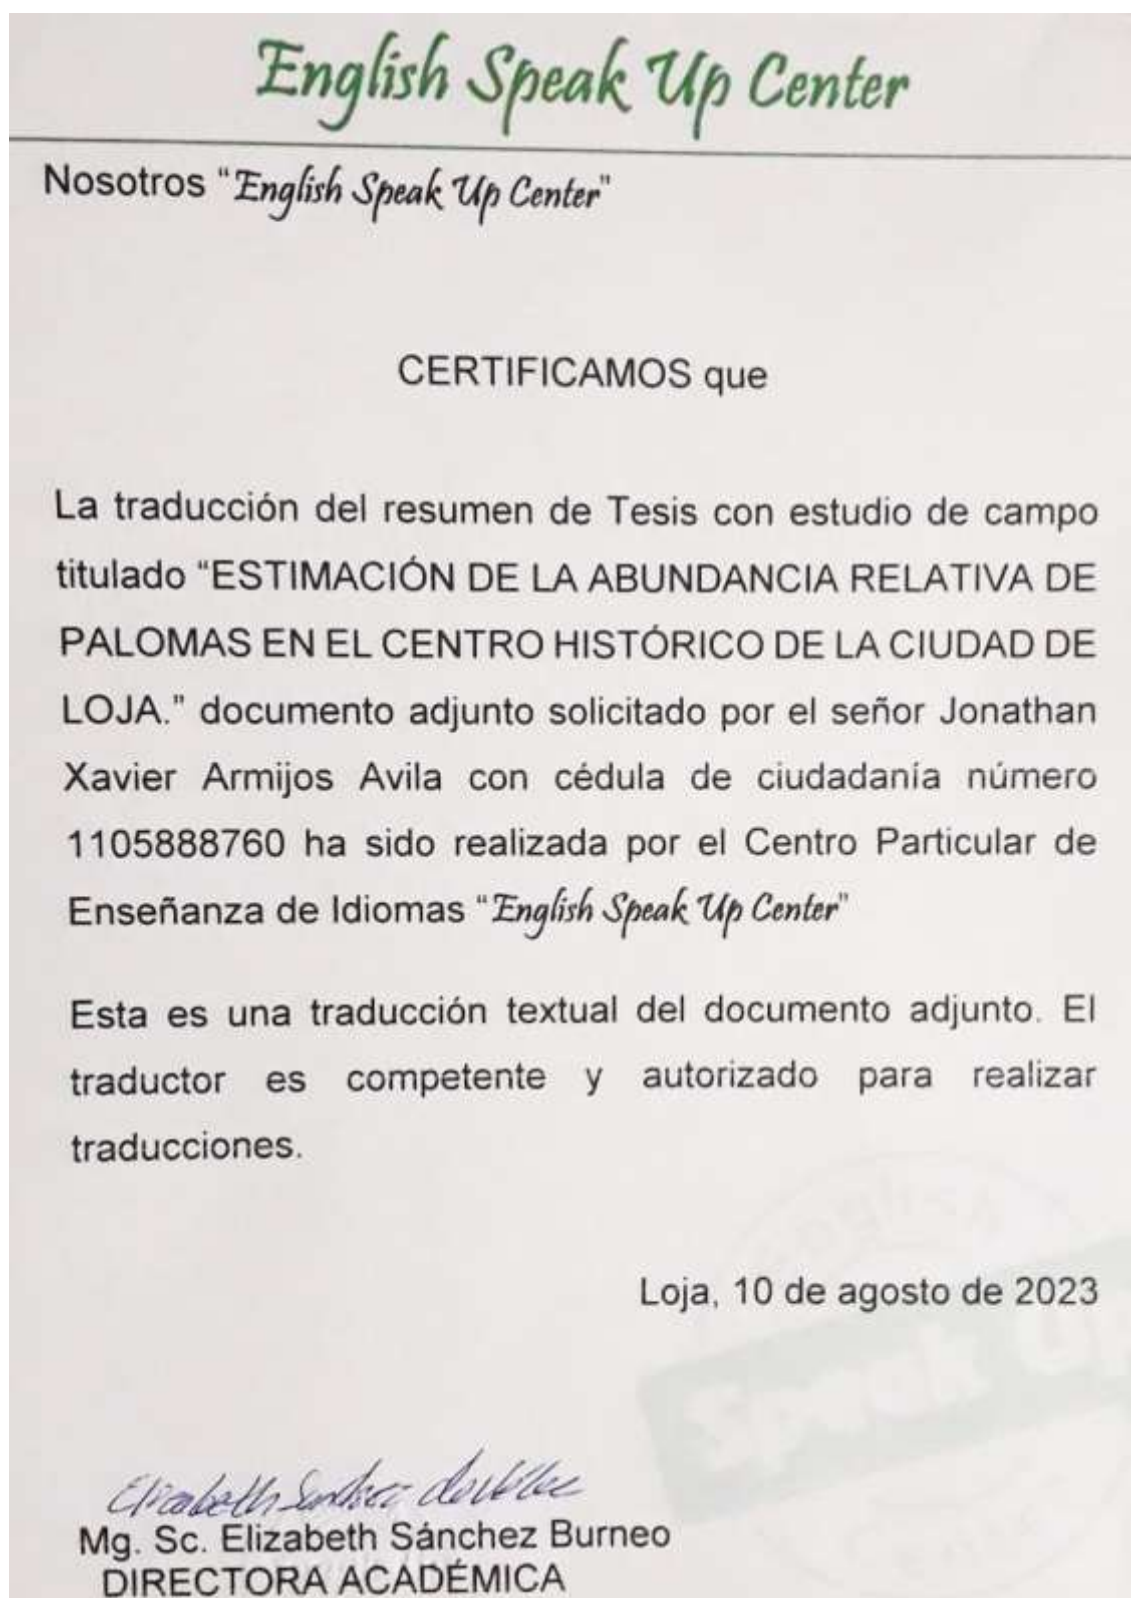 English Speak Up Center
Nosotros “English Speak Up Center”
CERTIFICAMOS que
La traducción del resumen de Tesis con estudio de campo
titulado “ESTIMACIÓN DE LA ABUNDANCIA RELATIVA DE
PALOMAS EN EL CENTRO HISTÓRICO DE LA CIUDAD DE
LOJA.” documento adjunto solicitado por el señor Jonathan
Xavier Armijos Avila con cédula de ciudadanía número
1105888760 ha sido realizada por el Centro Particular de
Enseñanza de Idiomas “English Speak Up Center”
Esta es una traducción textual del documento adjunto. El
traductor es competente y autorizado para realizar
traducciones.
Loja, 10 de agosto de 2023
Speak Up
Elizabeth Sánchez
Mg. Sc. Elizabeth Sánchez Burneo
DIRECTORA ACADÉMICA